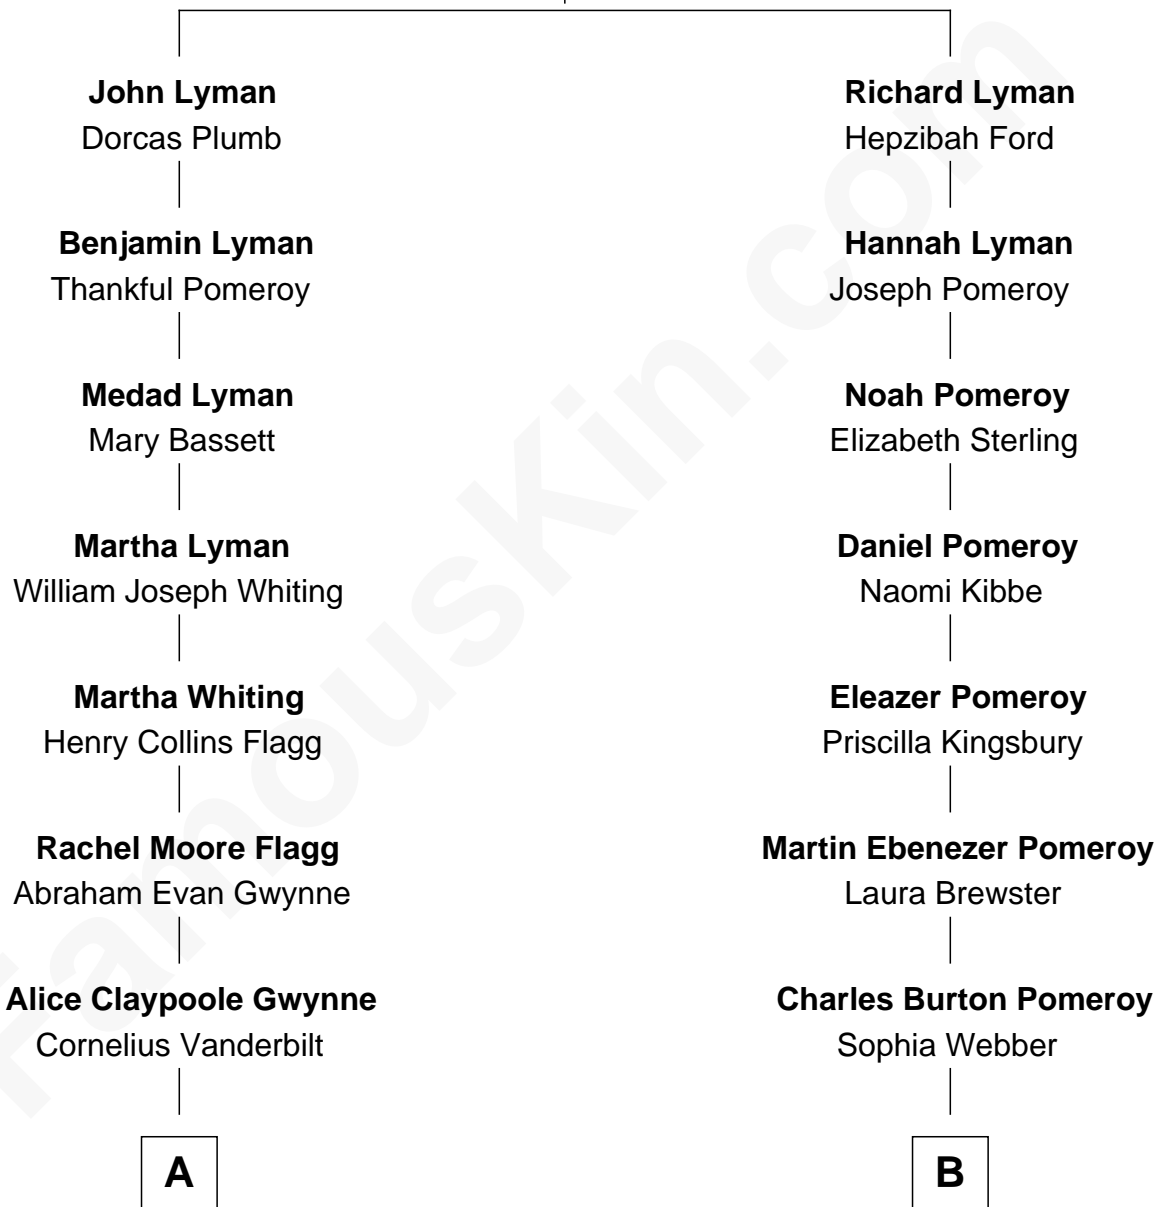 John Lyman
Dorcas Plumb
Benjamin Lyman
Thankful Pomeroy
Medad Lyman
Mary Bassett
Martha Lyman
William Joseph Whiting
Martha Whiting
Henry Collins Flagg
Rachel Moore Flagg
Abraham Evan Gwynne
Alice Claypoole Gwynne
Cornelius Vanderbilt
A
Richard Lyman
Hepzibah Ford
Hannah Lyman
Joseph Pomeroy
Noah Pomeroy
Elizabeth Sterling
Daniel Pomeroy
Naomi Kibbe
Eleazer Pomeroy
Priscilla Kingsbury
Martin Ebenezer Pomeroy
Laura Brewster
Charles Burton Pomeroy
Sophia Webber
B
FamousKin.com